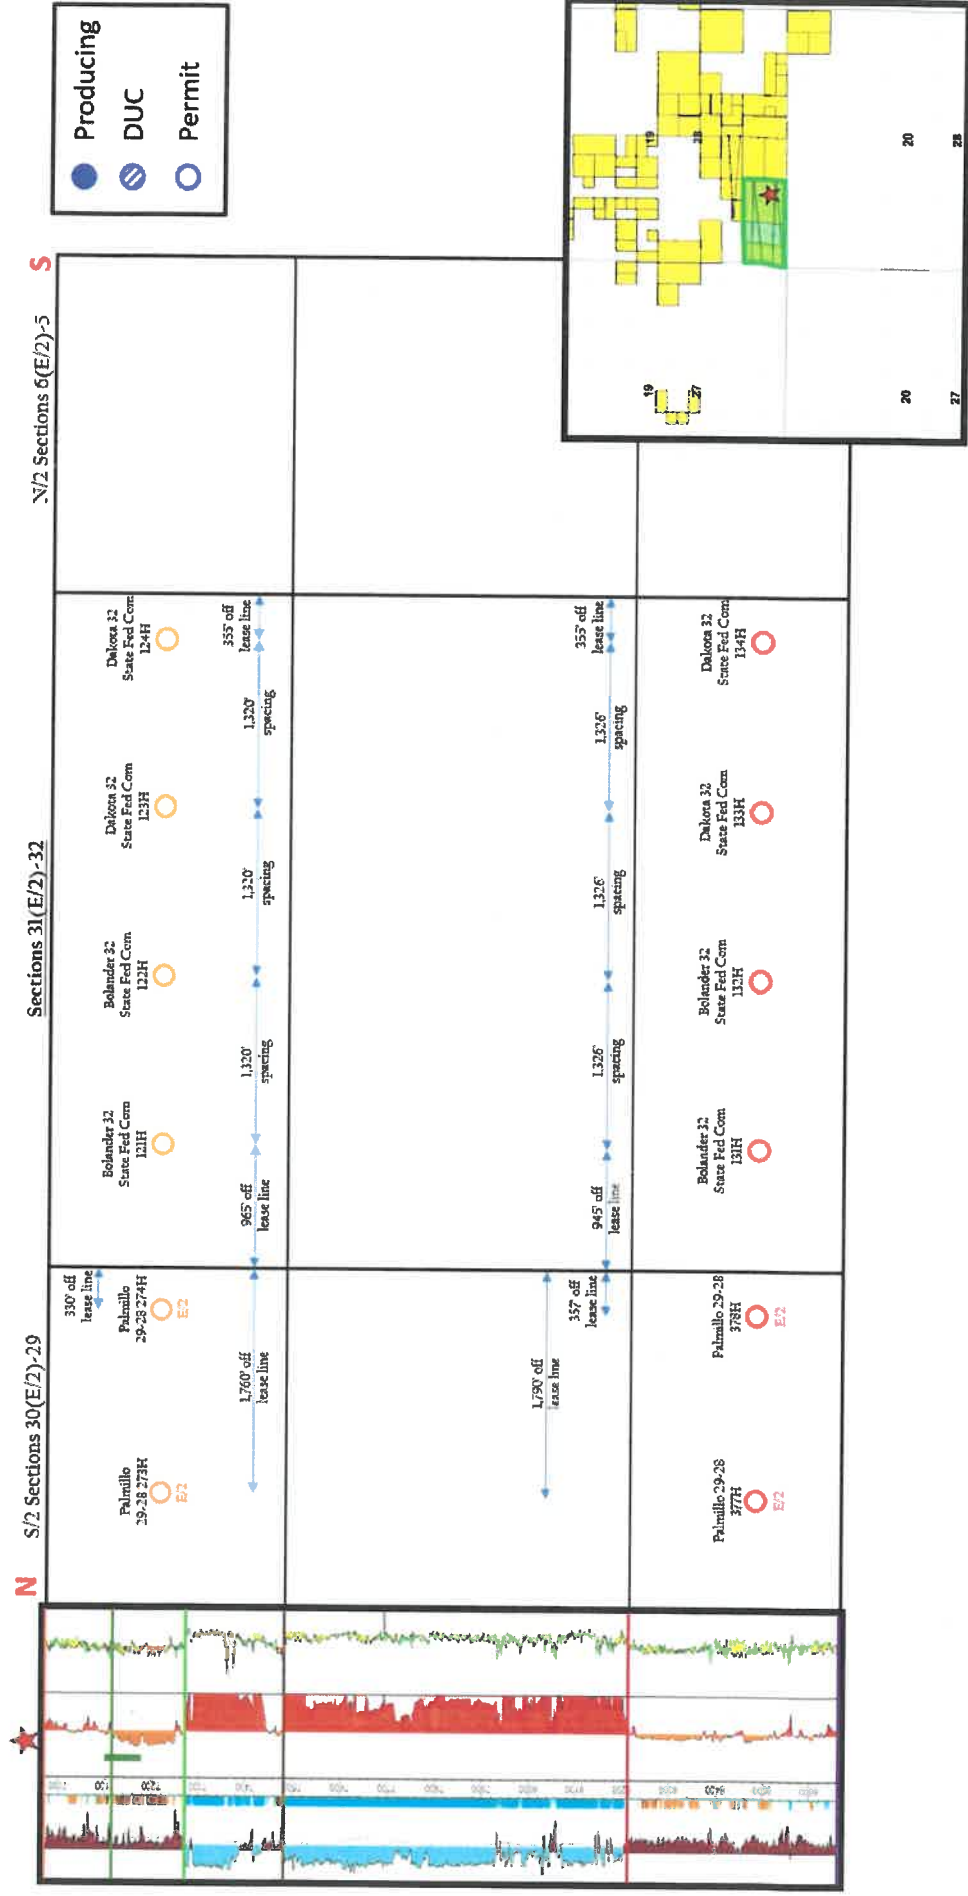 N
S/2 Sections 30(E/2)-29
Sections 31(E/2)-32
N/2 Sections 6(E/2)-5
S
Producing
DUC
Permit
Palmillo
29-28 273H
E/2
Palmillo
29-28 274H
E/2
330' off
lease line
1,760' off
lease line
Bolander 32
State Fed Com
121H
Bolander 32
State Fed Com
122H
Dakota 32
State Fed Com
123H
Dakota 32
State Fed Com
124H
965' off
lease line
1,320'
spacing
1,320'
spacing
1,320'
spacing
355' off
lease line
1,790' off
lease line
357' off
lease line
945' off
lease line
1,326'
spacing
1,326'
spacing
1,326'
spacing
355' off
lease line
Palmillo 29-28
377H
E/2
Palmillo 29-28
378H
E/2
Bolander 32
State Fed Com
131H
Bolander 32
State Fed Com
132H
Dakota 32
State Fed Com
133H
Dakota 32
State Fed Com
134H
19
27
19
28
20
27
20
28